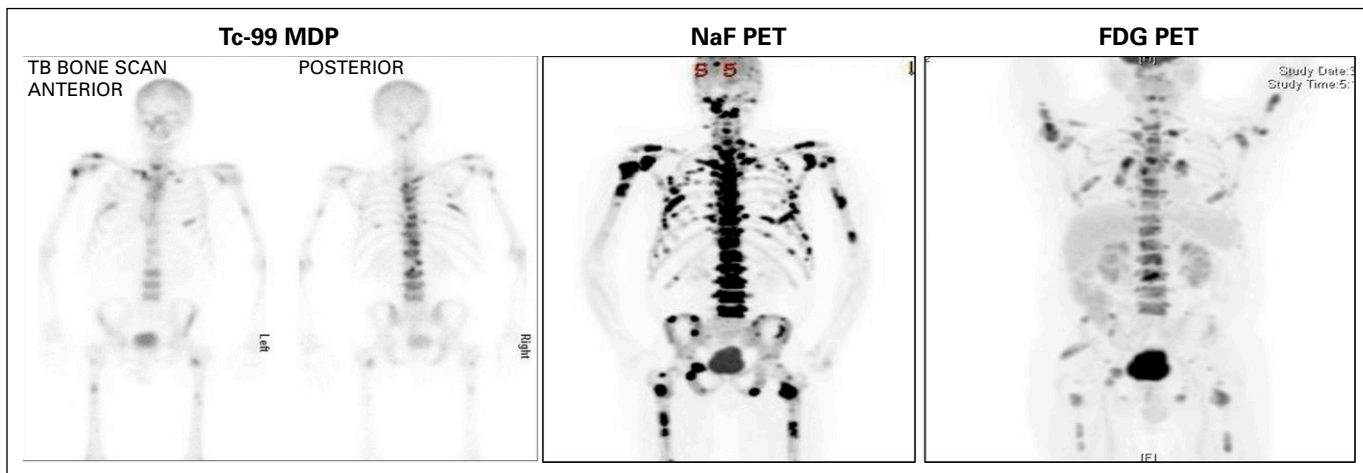 Tc-99 MDP
NaF PET
FDG PET
TB BONE SCAN
ANTERIOR
POSTERIOR
S 5
Study Date:3
Study Time:5:
Left
Right